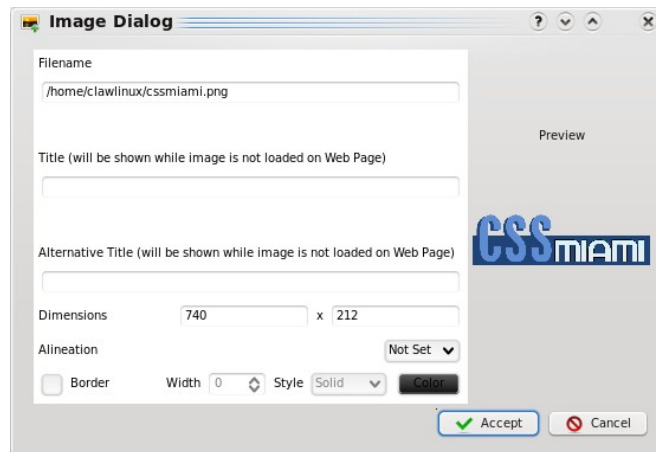 Image Dialog
Filename
/home/clawlinux/cssmiami.png
Preview
Title (will be shown while image is not loaded on Web Page)
CSSMIAMI
Alternative Title (will be shown while image is not loaded on Web Page)
Dimensions 740 x 212
Alineation Not Set
Border Width 0 Style Solid Color
Accept Cancel